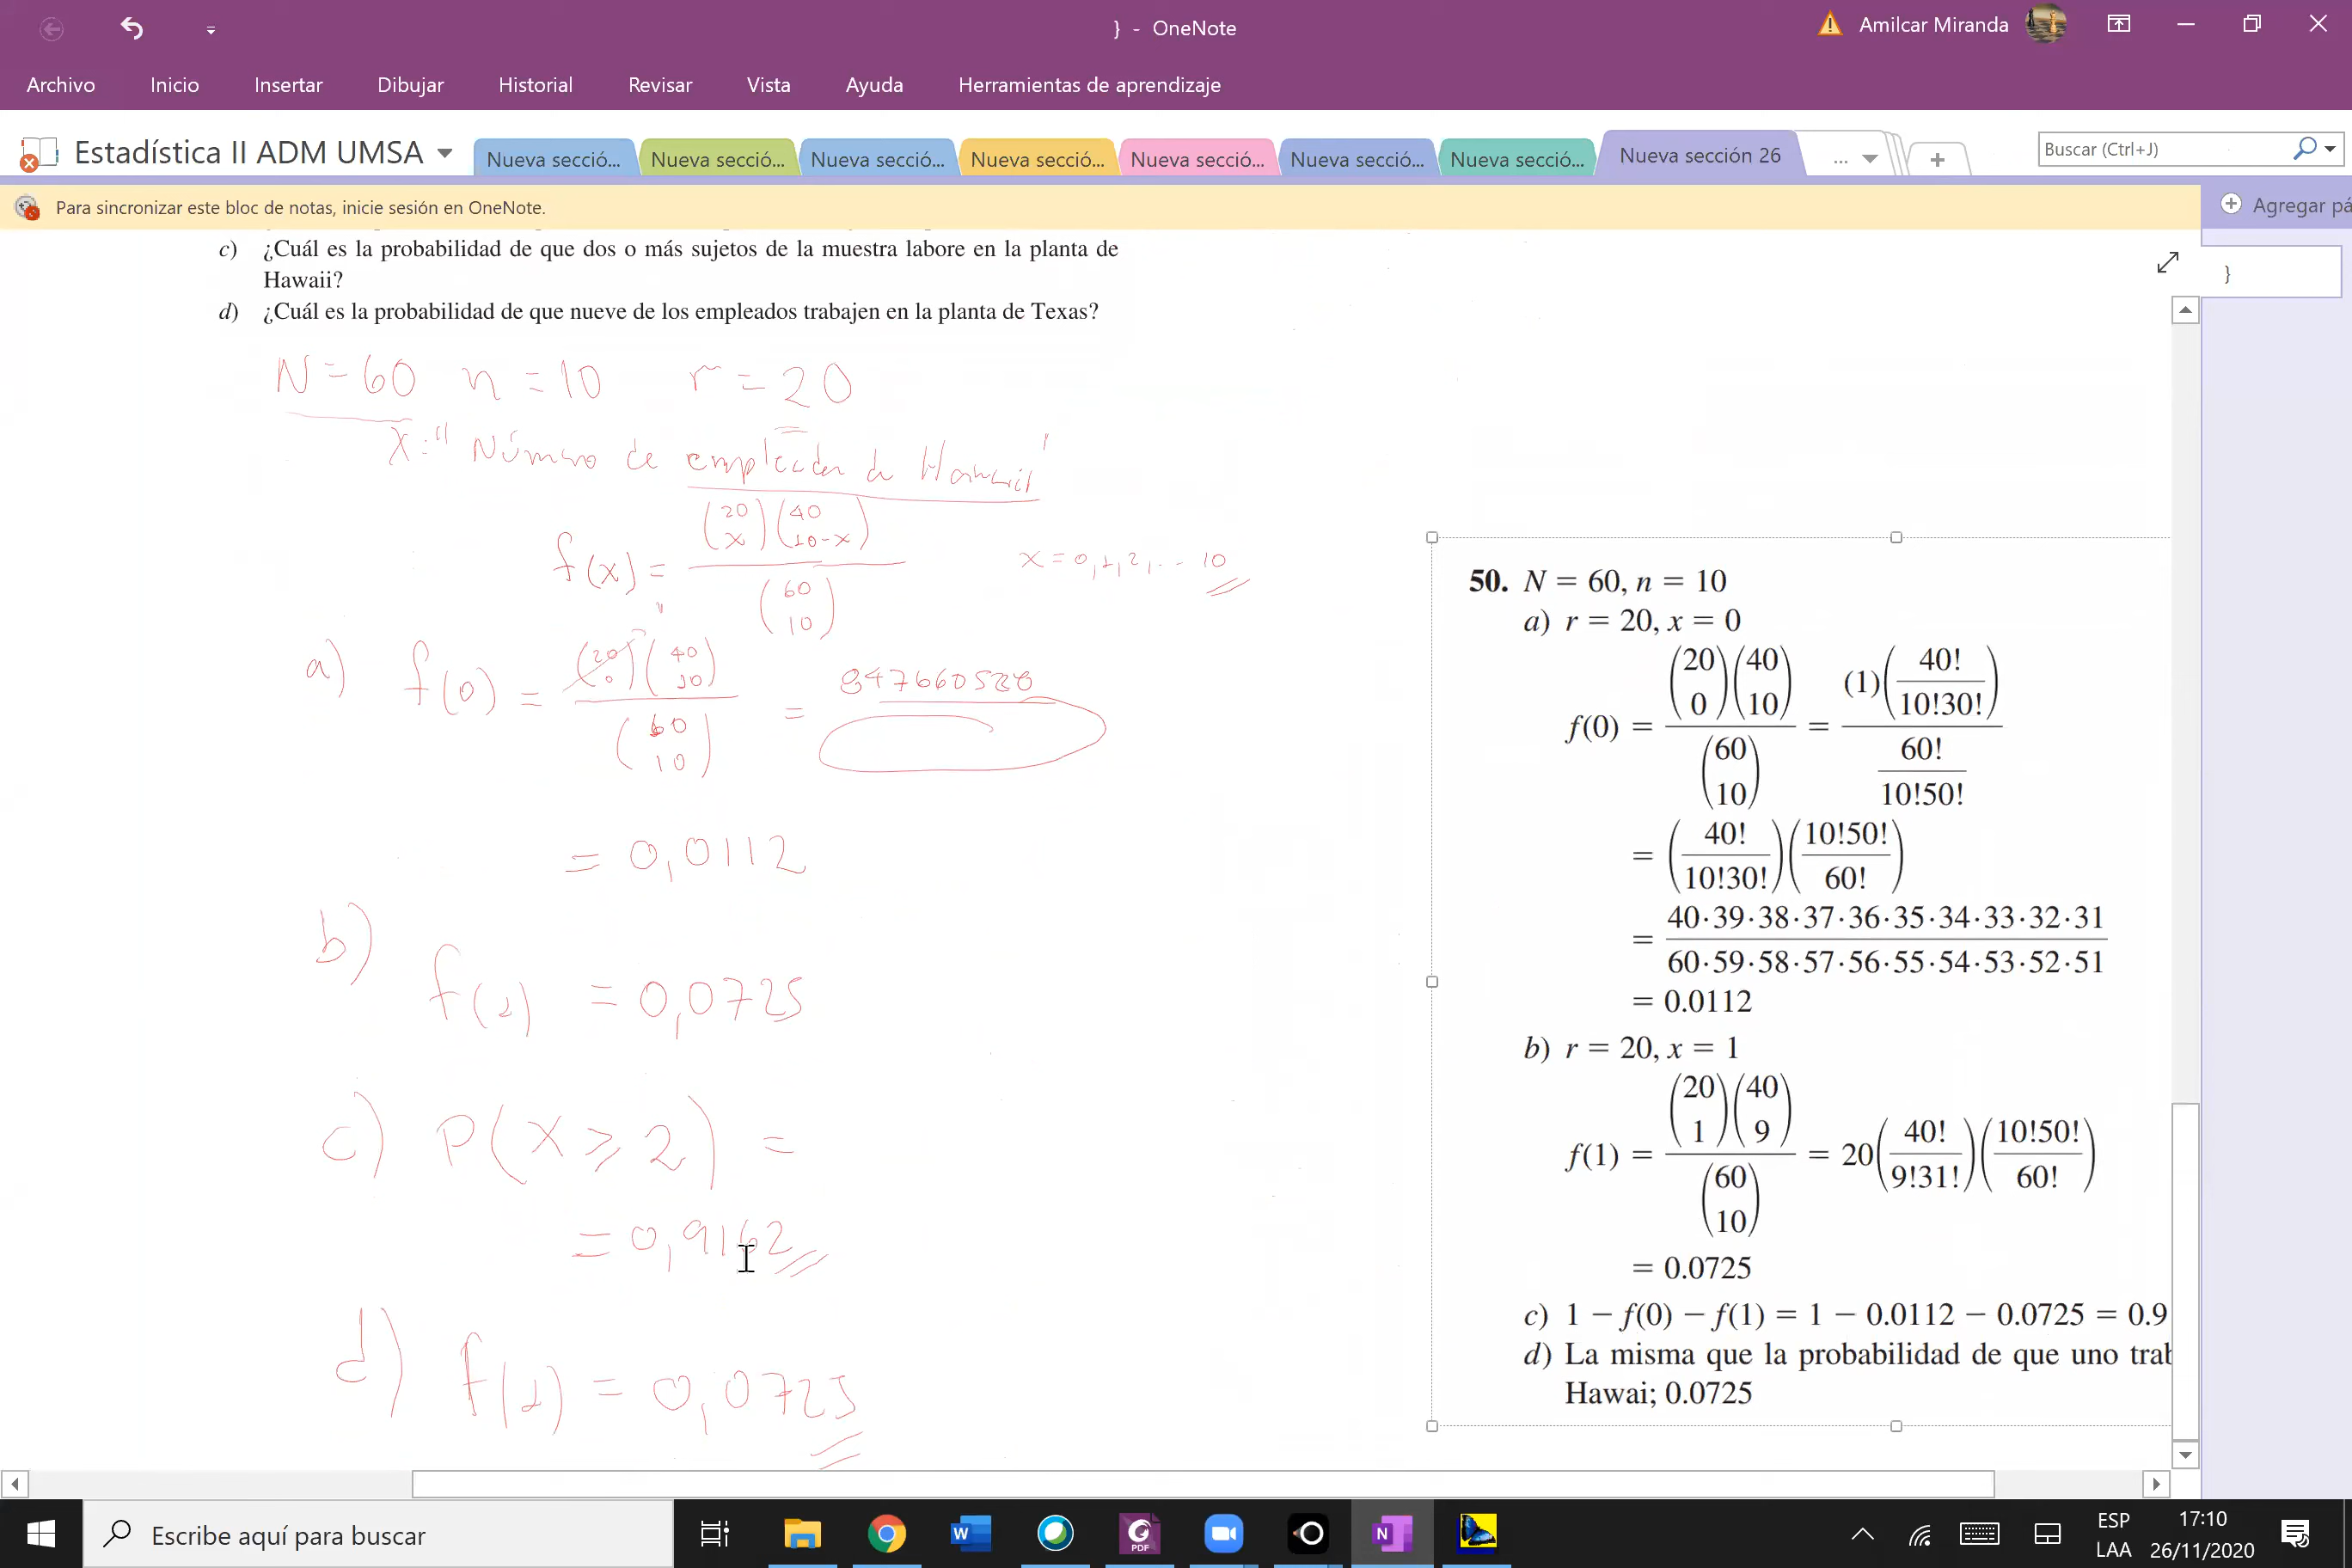 } - OneNote
Amilcar Miranda
Archivo Inicio Insertar Dibujar Historial Revisar Vista Ayuda Herramientas de aprendizaje
Estadística II ADM UMSA
Nueva secció... Nueva secció... Nueva secció... Nueva secció... Nueva secció... Nueva secció... Nueva secció... Nueva sección 26 ... +
Buscar (Ctrl+J)
Para sincronizar este bloc de notas, inicie sesión en OneNote.
Agregar pá
}
c) ¿Cuál es la probabilidad de que dos o más sujetos de la muestra labore en la planta de
Hawaii?
d) ¿Cuál es la probabilidad de que nueve de los empleados trabajen en la planta de Texas?
N = 60 n = 10 r = 20
X: "Número de empleados de Hawaii"
f(x) = (20 x)(40 10-x) / (60 10) x = 0, 1, 2, ... 10
a) f(0) = (20 0)(40 10) / (60 10) = 847660528
= 0,0112
b) f(1) = 0,0725
c) P(X ≥ 2) =
= 0,9162
d) f(1) = 0,0725
50. N = 60, n = 10
a) r = 20, x = 0
f(0) = (20 0)(40 10) / (60 10) = (1)(40! / 10!30!) / (60! / 10!50!)
= (40! / 10!30!)(10!50! / 60!)
= 40·39·38·37·36·35·34·33·32·31 / 60·59·58·57·56·55·54·53·52·51
= 0.0112
b) r = 20, x = 1
f(1) = (20 1)(40 9) / (60 10) = 20(40! / 9!31!)(10!50! / 60!)
= 0.0725
c) 1 − f(0) − f(1) = 1 − 0.0112 − 0.0725 = 0.9
d) La misma que la probabilidad de que uno trab
Hawai; 0.0725
Escribe aquí para buscar
ESP
LAA
17:10
26/11/2020